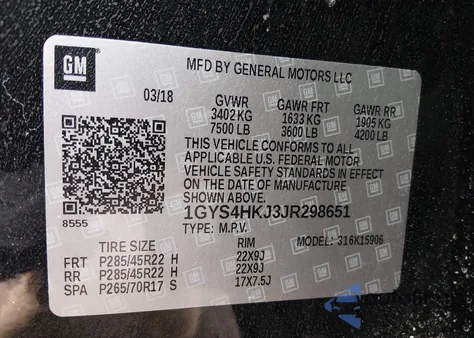 GM
MFD BY GENERAL MOTORS LLC
03/18 GVWR GAWR FRT GAWR RR
3402 KG 1633 KG 1905 KG
7500 LB 3600 LB 4200 LB
THIS VEHICLE CONFORMS TO ALL
APPLICABLE U.S. FEDERAL MOTOR
VEHICLE SAFETY STANDARDS IN EFFECT
ON THE DATE OF MANUFACTURE
SHOWN ABOVE.
8555 1GYS4HKJ3JR298651
TYPE: M.P.V. MODEL: 316K15906
TIRE SIZE RIM
FRT P285/45R22 H 22X9J
RR P285/45R22 H 22X9J
SPA P265/70R17 S 17X7.5J